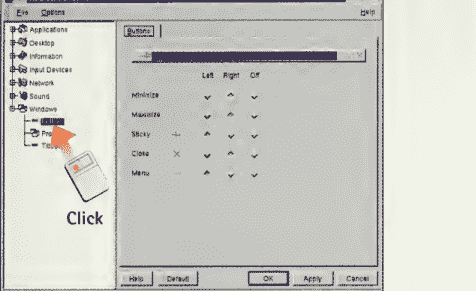 File Options Help
Applications
Desktop
Information
Input Devices
Network
Sound
Windows
Buttons
Left Right Off
Minimize
Maximize
Sticky
Close
Menu
Click
Help Default OK Apply Cancel